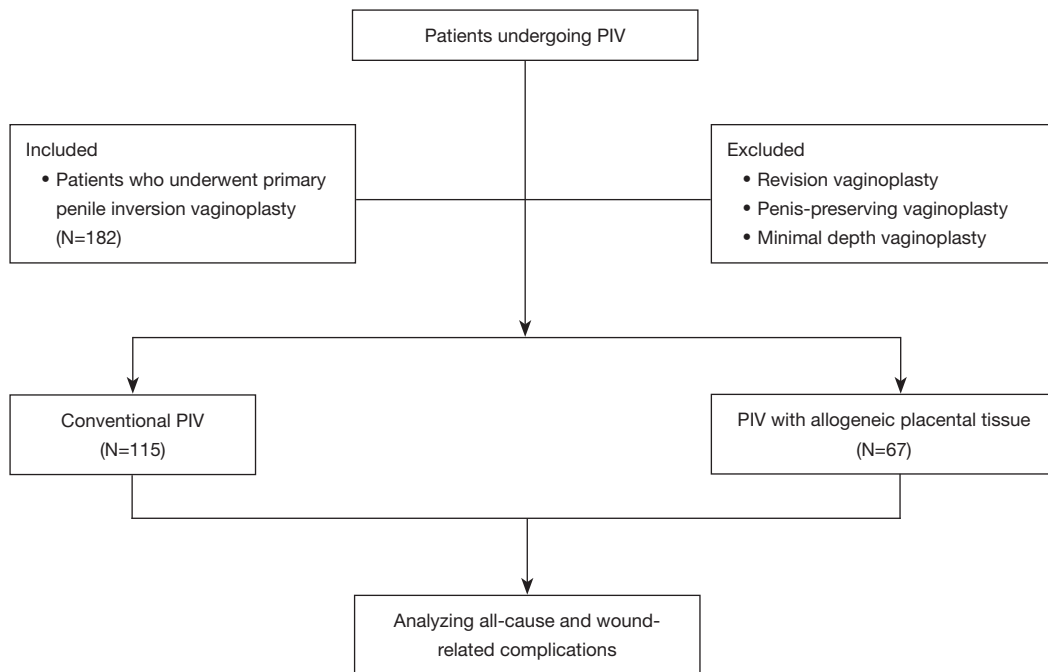 Patients undergoing PIV
Included
• Patients who underwent primary
penile inversion vaginoplasty
(N=182)
Excluded
• Revision vaginoplasty
• Penis-preserving vaginoplasty
• Minimal depth vaginoplasty
Conventional PIV
(N=115)
PIV with allogeneic placental tissue
(N=67)
Analyzing all-cause and wound-
related complications